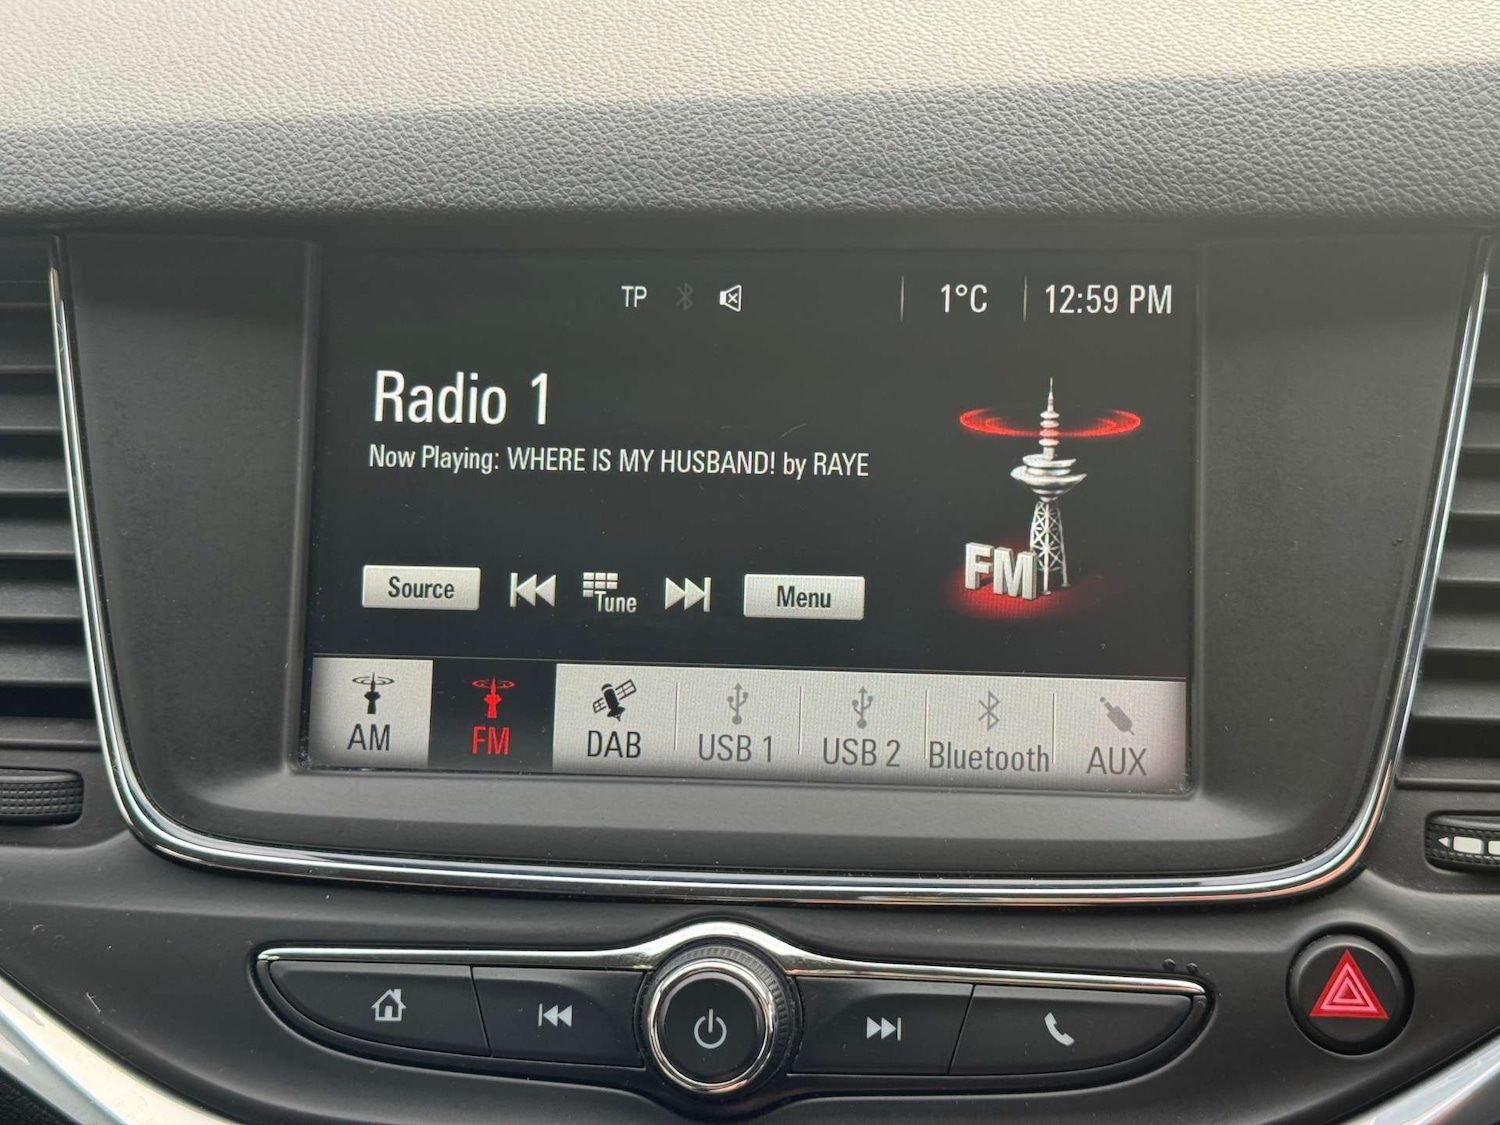 TP 1°C 12:59 PM
Radio 1
Now Playing: WHERE IS MY HUSBAND! by RAYE
FM
Source Tune Menu
AM FM DAB USB 1 USB 2 Bluetooth AUX